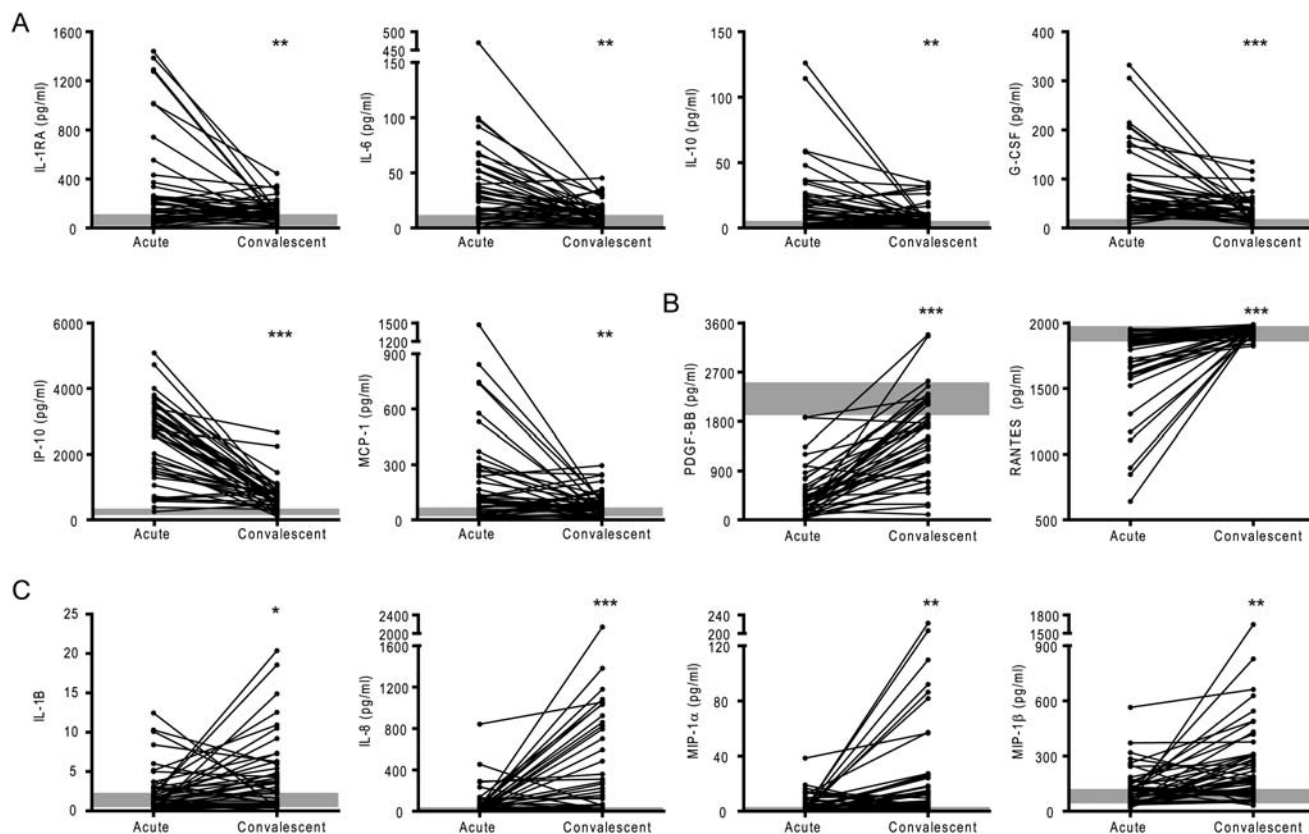 A
1600
1200
800
400
0
IL-1RA (pg/ml)
**
Acute Convalescent
500
450
150
100
50
0
IL-6 (pg/ml)
**
Acute Convalescent
150
100
50
0
IL-10 (pg/ml)
**
Acute Convalescent
400
300
200
100
0
G-CSF (pg/ml)
***
Acute Convalescent
6000
4000
2000
0
IP-10 (pg/ml)
***
Acute Convalescent
1500
1200
900
600
300
0
MCP-1 (pg/ml)
**
Acute Convalescent
B
3600
2700
1800
900
0
PDGF-BB (pg/ml)
***
Acute Convalescent
2000
1500
1000
500
RANTES (pg/ml)
***
Acute Convalescent
C
25
20
15
10
5
0
IL-1B
*
Acute Convalescent
2400
2000
1600
1200
800
400
0
IL-8 (pg/ml)
***
Acute Convalescent
240
200
120
80
40
0
MIP-1α (pg/ml)
**
Acute Convalescent
1800
1500
900
600
300
0
MIP-1β (pg/ml)
**
Acute Convalescent